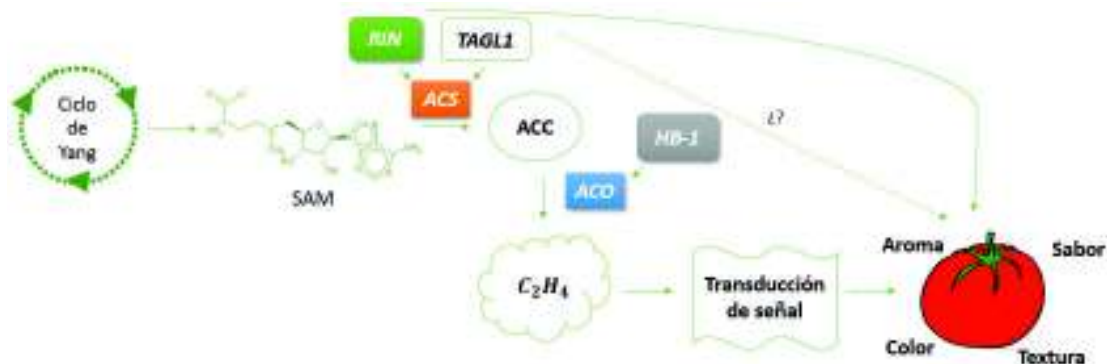 RIN
TAGL1
Ciclo
de
Yang
ACS
ACC
¿?
HB-1
SAM
ACO
Aroma
Sabor
C₂H₄
Transducción
de señal
Color
Textura